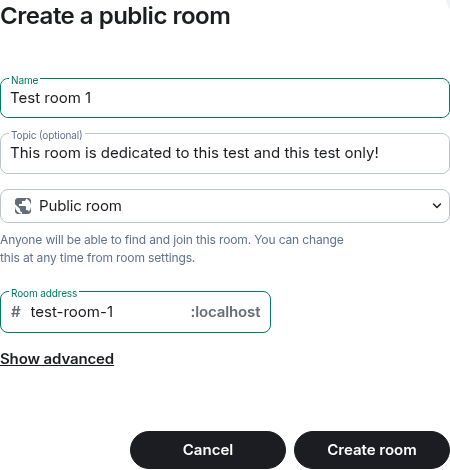 Create a public room
Name
Test room 1
Topic (optional)
This room is dedicated to this test and this test only!
Public room
Anyone will be able to find and join this room. You can change
this at any time from room settings.
Room address
# test-room-1 :localhost
Show advanced
Cancel Create room